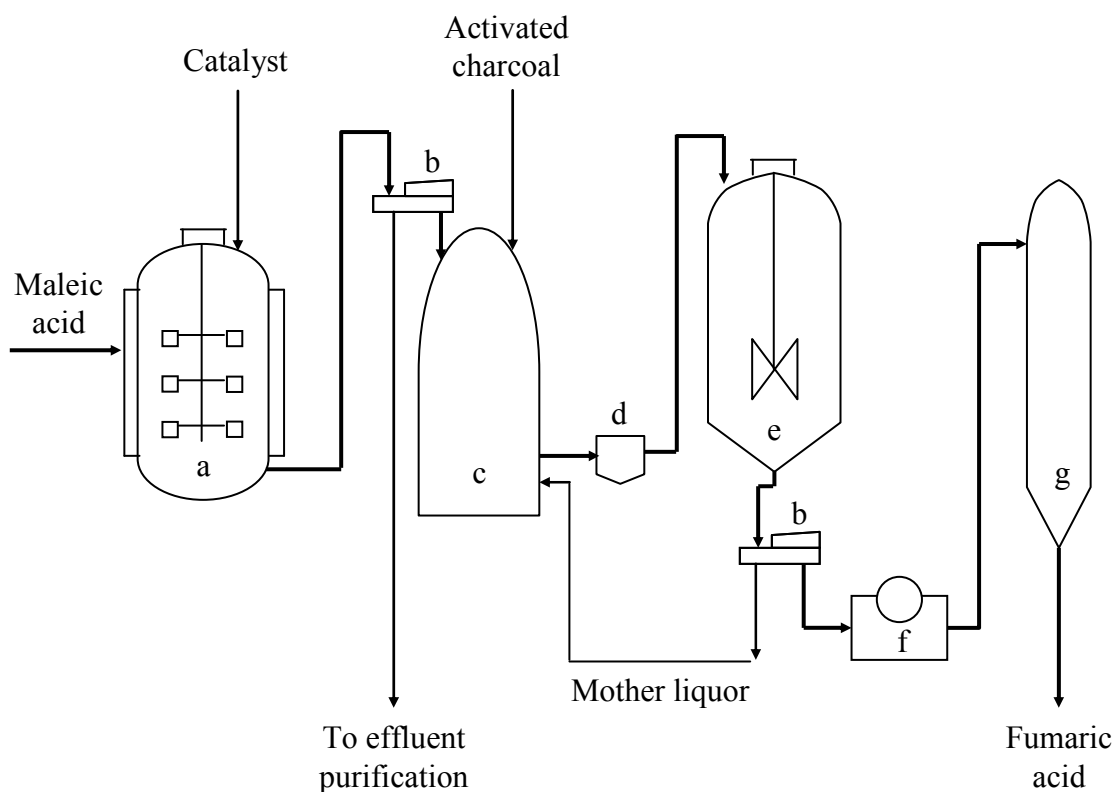 Activated
charcoal
Catalyst
b
Maleic
acid
a
c
d
e
b
g
f
Mother liquor
To effluent
purification
Fumaric
acid